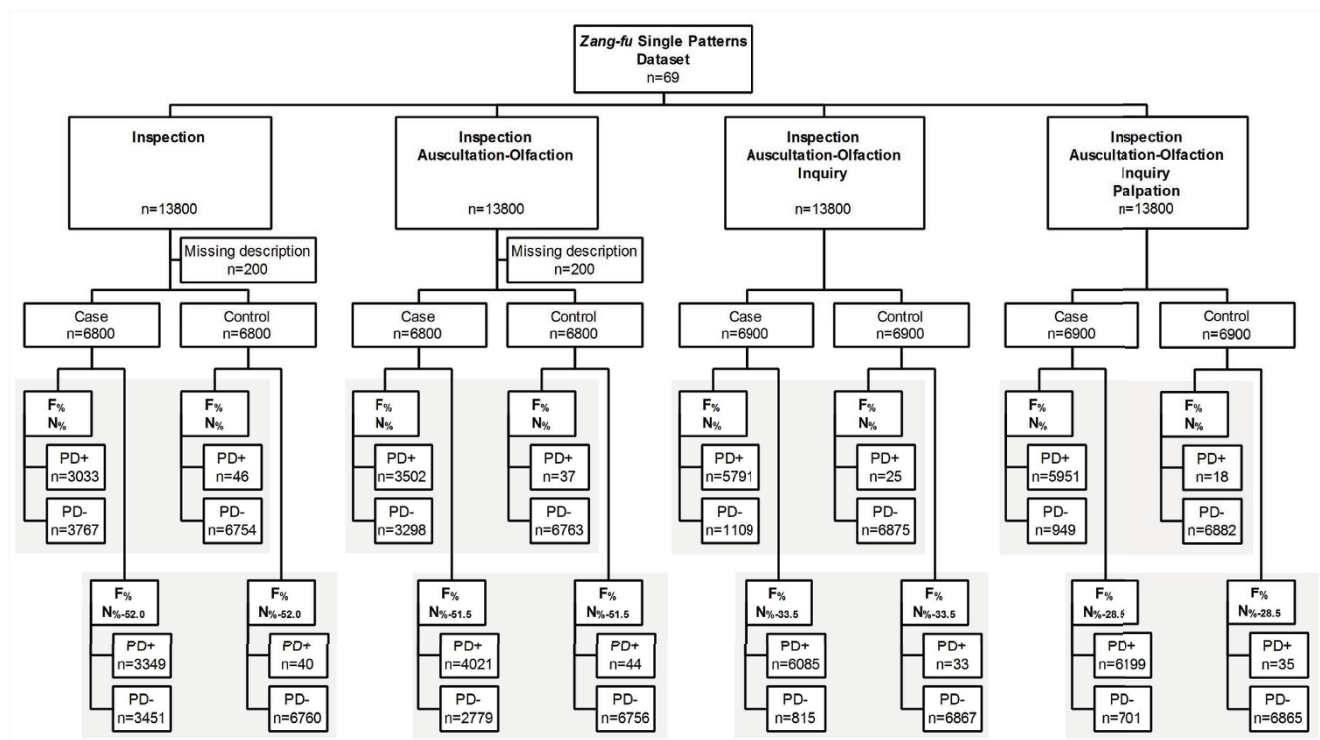 Zang-fu Single Patterns
Dataset
n=69
Inspection
n=13800
Inspection
Auscultation-Olfaction
n=13800
Inspection
Auscultation-Olfaction
Inquiry
n=13800
Inspection
Auscultation-Olfaction
Inquiry
Palpation
n=13800
Missing description
n=200
Missing description
n=200
Case
n=6800
Control
n=6800
Case
n=6800
Control
n=6800
Case
n=6900
Control
n=6900
Case
n=6900
Control
n=6900
F%
N%
PD+
n=3033
PD-
n=3767
F%
N%
PD+
n=46
PD-
n=6754
F%
N%
PD+
n=3502
PD-
n=3298
F%
N%
PD+
n=37
PD-
n=6763
F%
N%
PD+
n=5791
PD-
n=1109
F%
N%
PD+
n=25
PD-
n=6875
F%
N%
PD+
n=5951
PD-
n=949
F%
N%
PD+
n=18
PD-
n=6882
F%
N%-52.0
PD+
n=3349
PD-
n=3451
F%
N%-52.0
PD+
n=40
PD-
n=6760
F%
N%-51.5
PD+
n=4021
PD-
n=2779
F%
N%-51.5
PD+
n=44
PD-
n=6756
F%
N%-33.5
PD+
n=6085
PD-
n=815
F%
N%-33.5
PD+
n=33
PD-
n=6867
F%
N%-28.5
PD+
n=6199
PD-
n=701
F%
N%-28.5
PD+
n=35
PD-
n=6865